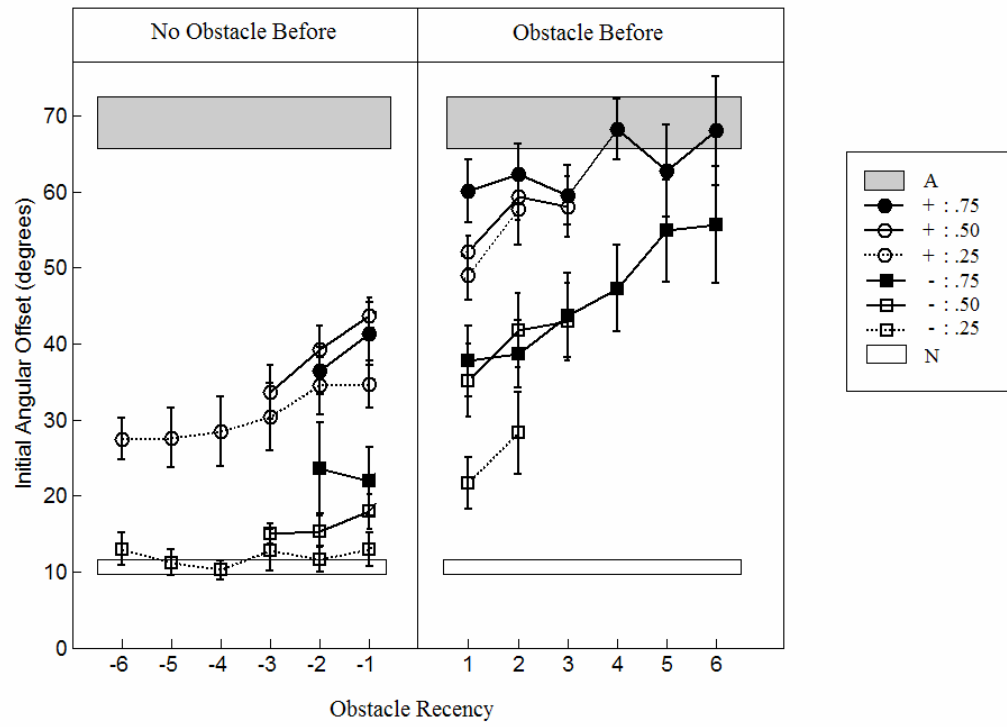 No Obstacle Before
Obstacle Before
70
60
50
40
30
20
10
0
Initial Angular Offset (degrees)
-6 -5 -4 -3 -2 -1
1 2 3 4 5 6
Obstacle Recency
A
+ : .75
+ : .50
+ : .25
- : .75
- : .50
- : .25
N